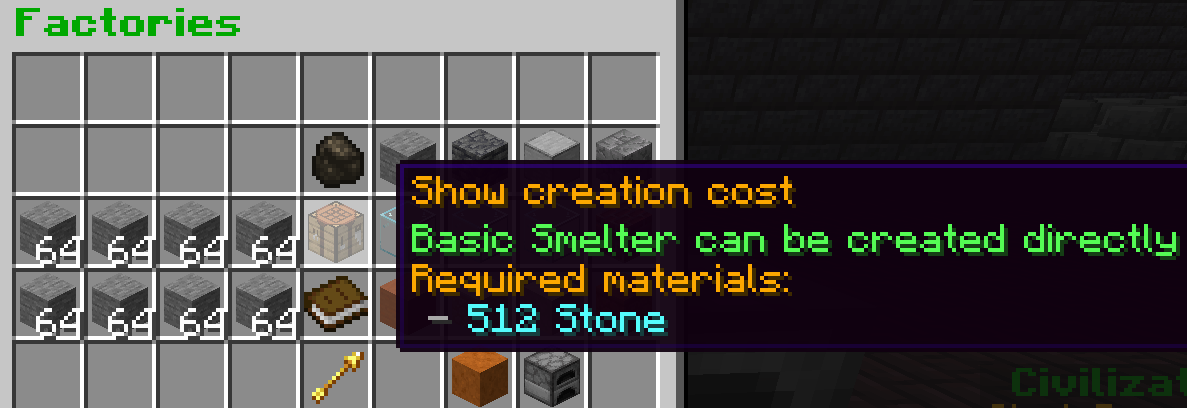 Factories
Show creation cost
Basic Smelter can be created directly
Required materials:
- 512 Stone
64 64 64 64
64 64 64 64